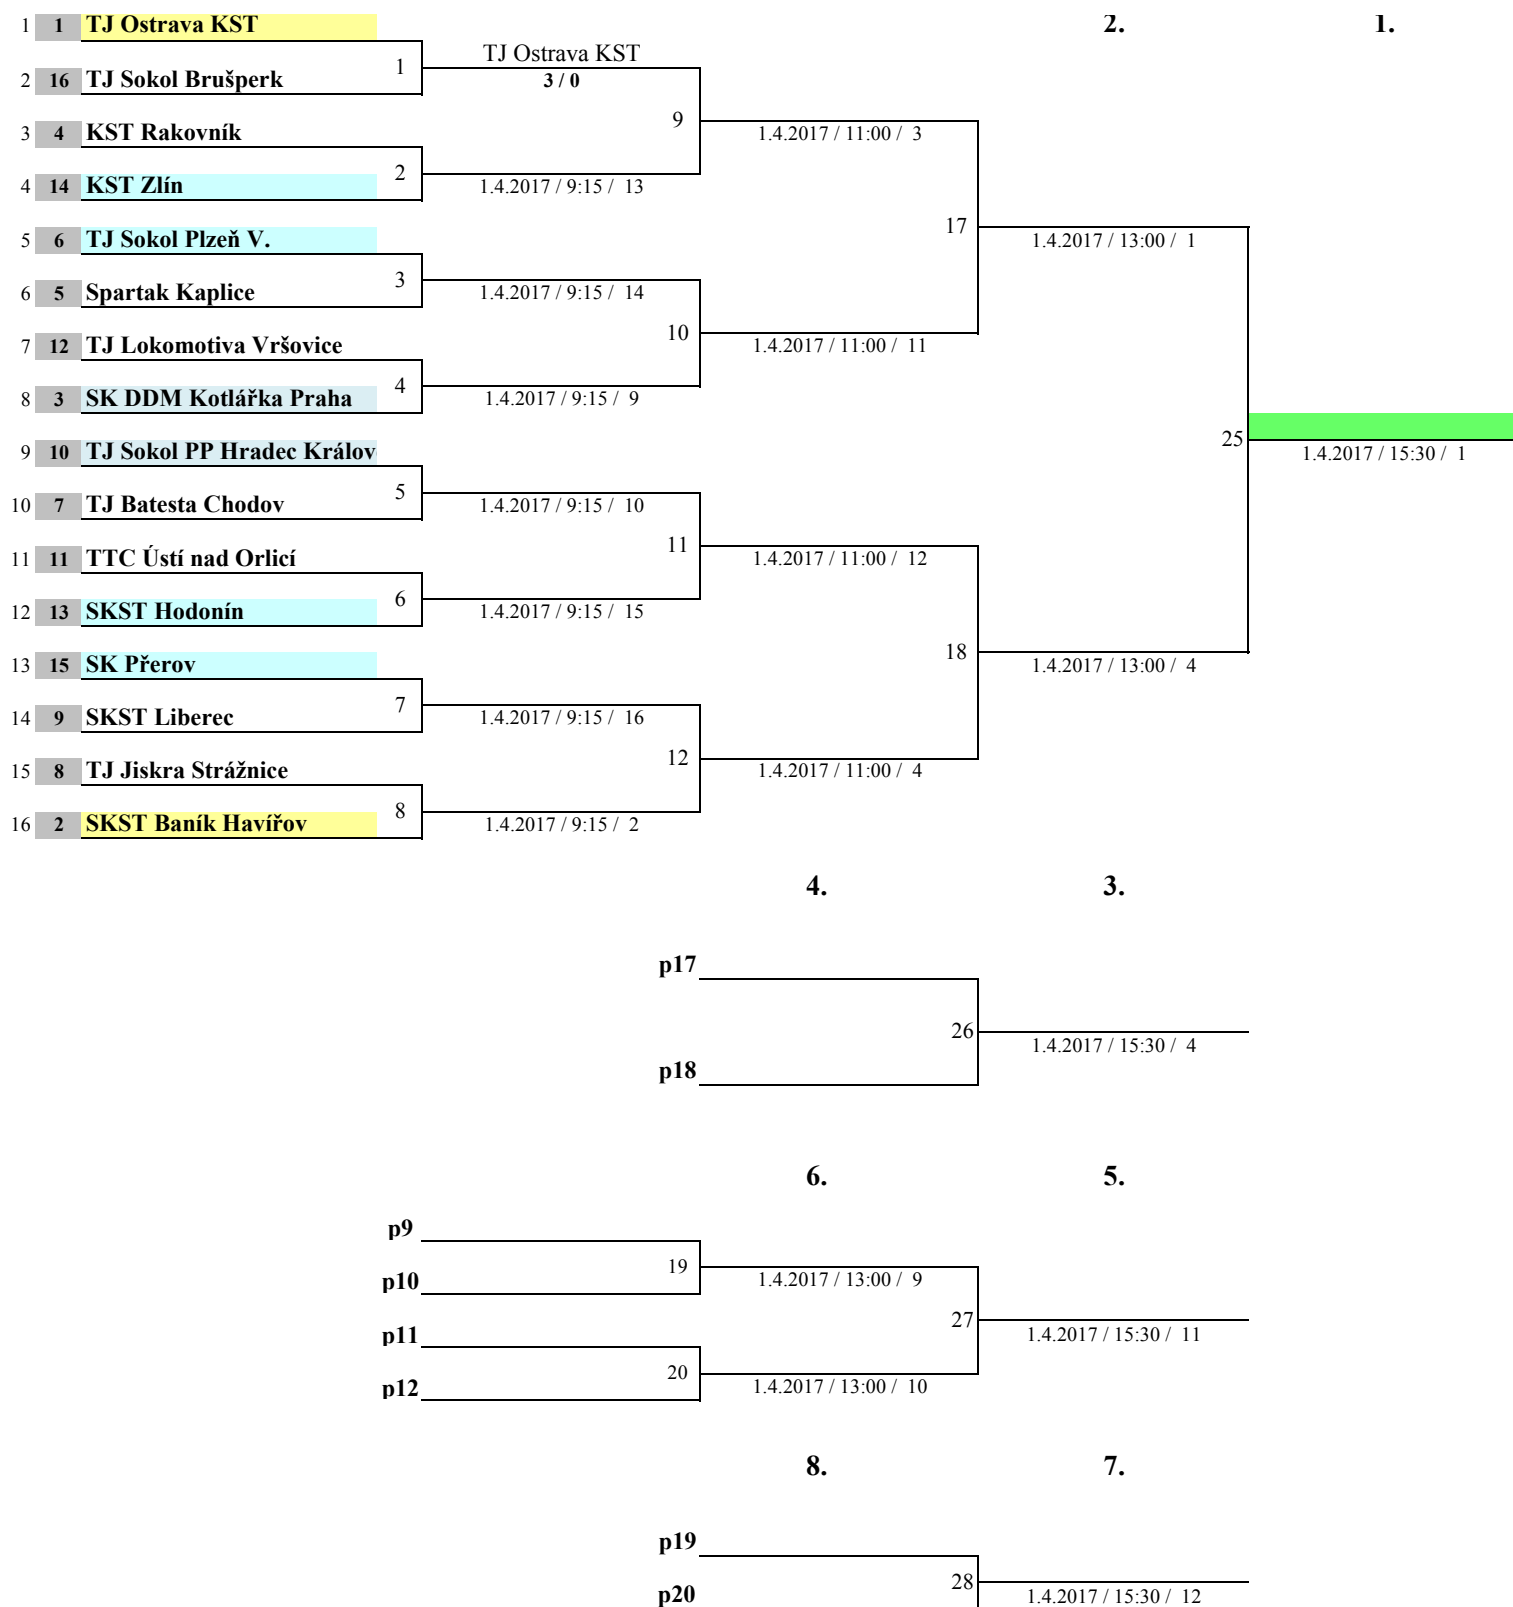 2. 1.
1 1 TJ Ostrava KST
1 TJ Ostrava KST
2 16 TJ Sokol Brušperk 3 / 0
3 4 KST Rakovník 9 1.4.2017 / 11:00 / 3
2
4 14 KST Zlín 1.4.2017 / 9:15 / 13
5 6 TJ Sokol Plzeň V. 17 1.4.2017 / 13:00 / 1
3
6 5 Spartak Kaplice 1.4.2017 / 9:15 / 14
7 12 TJ Lokomotiva Vršovice 10 1.4.2017 / 11:00 / 11
4
8 3 SK DDM Kotlářka Praha 1.4.2017 / 9:15 / 9
9 10 TJ Sokol PP Hradec Králov 25 1.4.2017 / 15:30 / 1
5
10 7 TJ Batesta Chodov 1.4.2017 / 9:15 / 10
11 11 TTC Ústí nad Orlicí 11 1.4.2017 / 11:00 / 12
6
12 13 SKST Hodonín 1.4.2017 / 9:15 / 15
13 15 SK Přerov 18 1.4.2017 / 13:00 / 4
7
14 9 SKST Liberec 1.4.2017 / 9:15 / 16
15 8 TJ Jiskra Strážnice 12 1.4.2017 / 11:00 / 4
8
16 2 SKST Baník Havířov 1.4.2017 / 9:15 / 2
4. 3.
p17
26 1.4.2017 / 15:30 / 4
p18
6. 5.
p9
19 1.4.2017 / 13:00 / 9
p10
27 1.4.2017 / 15:30 / 11
p11
20 1.4.2017 / 13:00 / 10
p12
8. 7.
p19
28 1.4.2017 / 15:30 / 12
p20